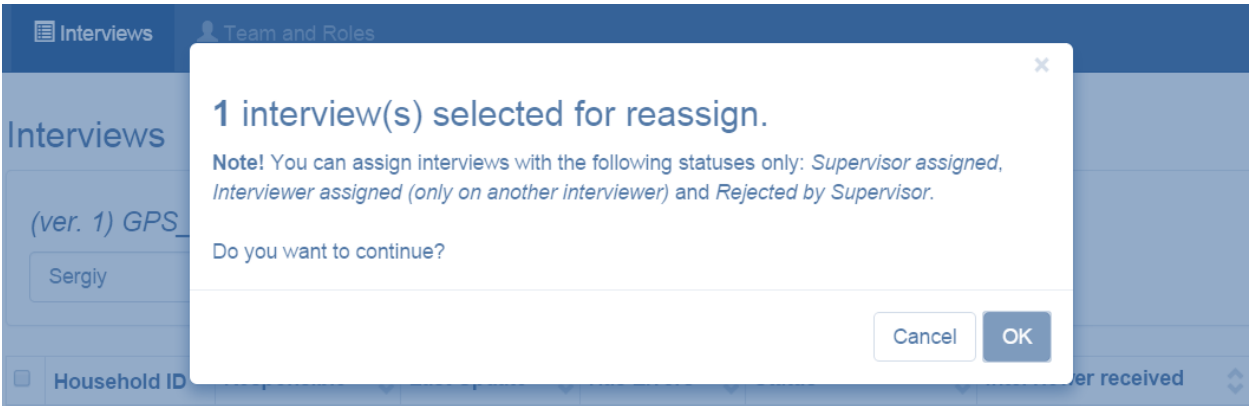 Interviews
Team and Roles
1 interview(s) selected for reassign.
Note! You can assign interviews with the following statuses only: Supervisor assigned,
Interviewer assigned (only on another interviewer) and Rejected by Supervisor.
Do you want to continue?
Cancel
OK
Interviews
(ver. 1) GPS_
Sergiy
Household ID
received